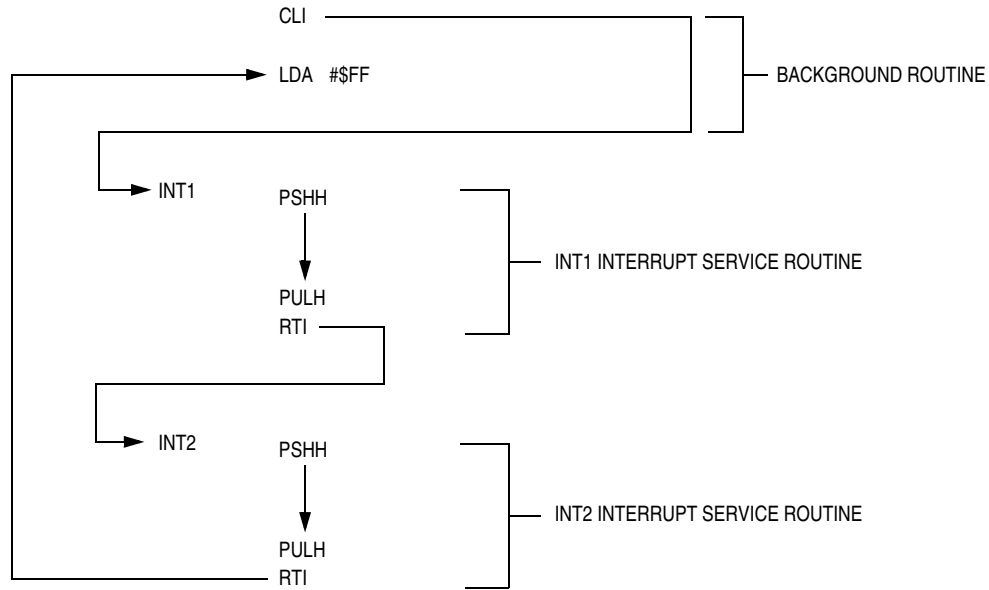 CLI
LDA #$FF
BACKGROUND ROUTINE
INT1
PSHH
INT1 INTERRUPT SERVICE ROUTINE
PULH
RTI
INT2
PSHH
INT2 INTERRUPT SERVICE ROUTINE
PULH
RTI